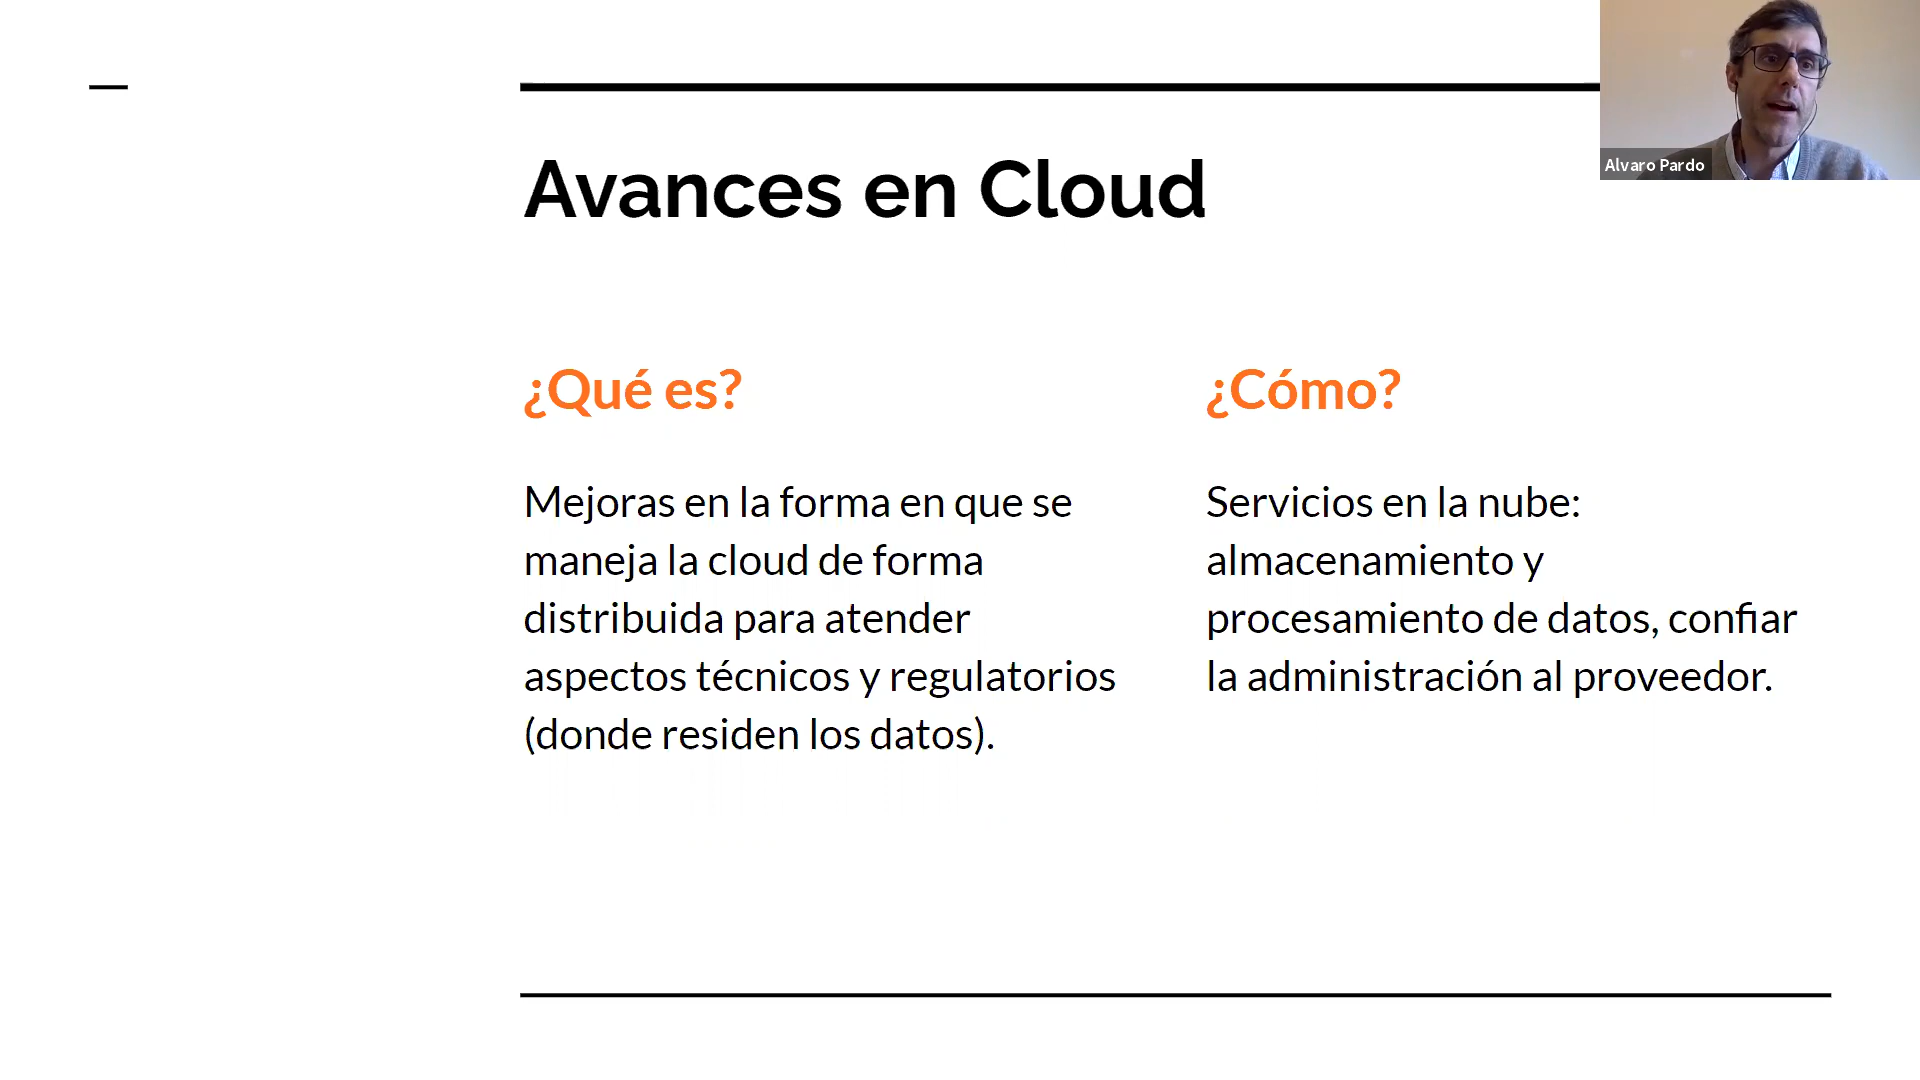 Alvaro Pardo
Avances en Cloud
¿Qué es?
Mejoras en la forma en que se
maneja la cloud de forma
distribuida para atender
aspectos técnicos y regulatorios
(donde residen los datos).
¿Cómo?
Servicios en la nube:
almacenamiento y
procesamiento de datos, confiar
la administración al proveedor.